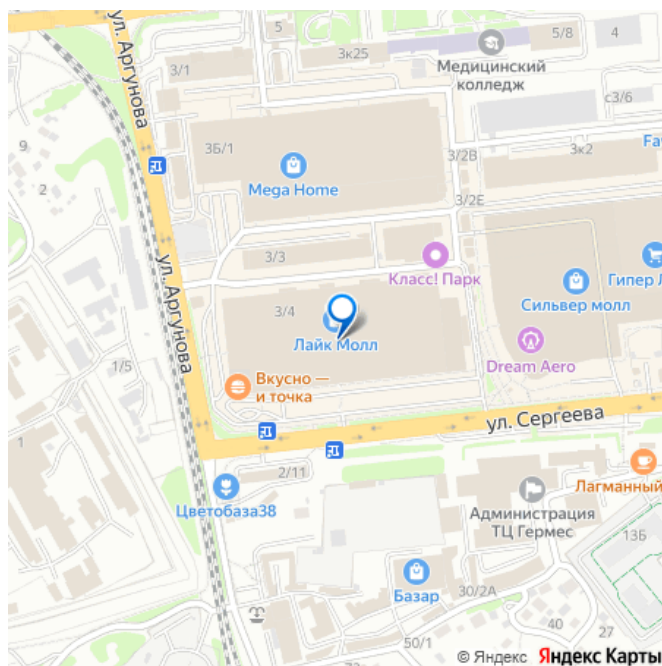 ул. Аргунова
5
3к25
5/8
4
Медицинский
колледж
3/1
с3/6
9
3Б/1
3/2В
3к2
Fa
2
Mega Home
3/2Е
3/3
Класс! Парк
Гипер Л
ул. Аргунова
3/4
Сильвер молл
Лайк Молл
1/5
Dream Aero
Вкусно —
и точка
ул. Сергеева
1
2/11
Лагманный
Цветобаза38
Администрация
ТЦ Гермес
13Б
Базар
30/2А
40
27
50/1
© Яндекс Яндекс Карты